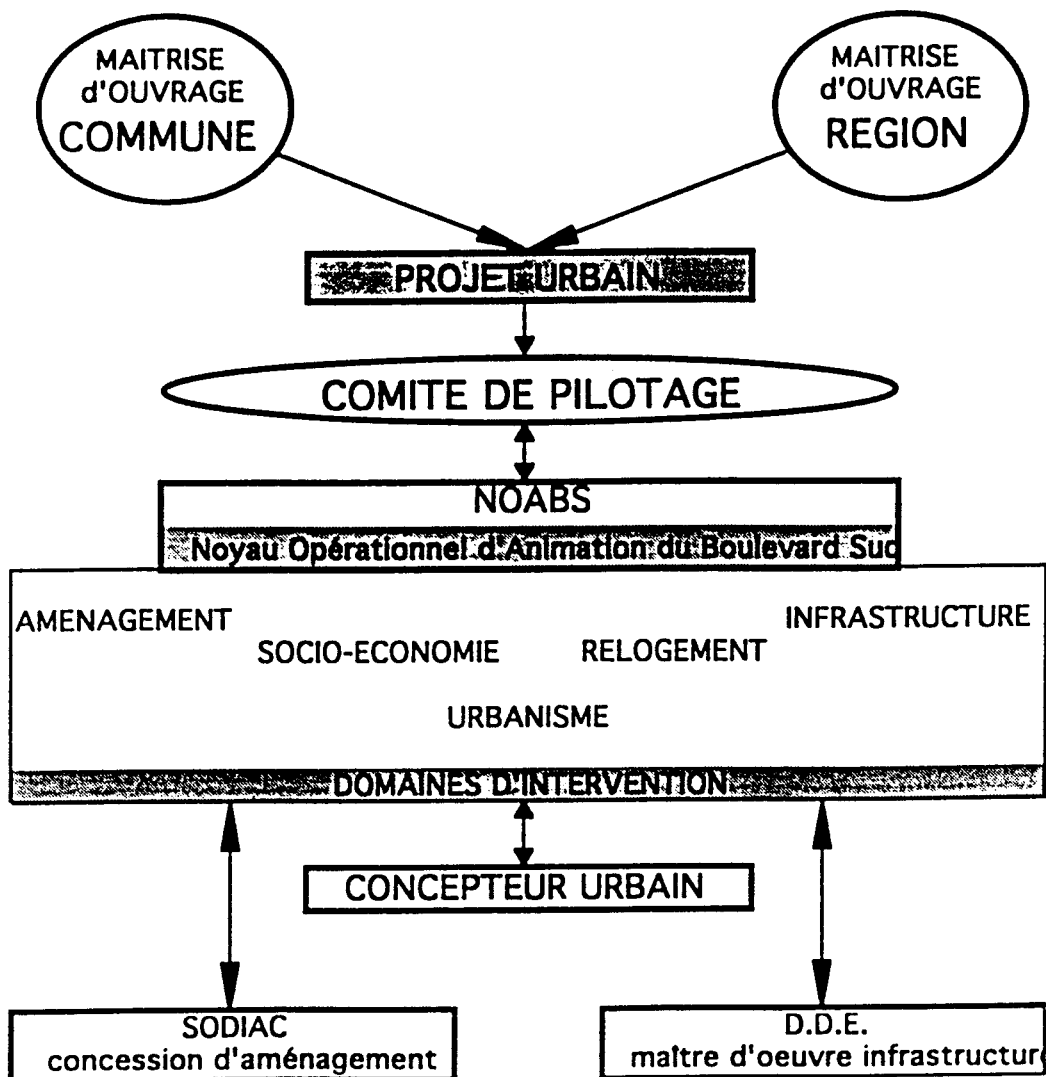 MAITRISE
d'OUVRAGE
COMMUNE
MAITRISE
d'OUVRAGE
REGION
PROJET URBAIN
COMITE DE PILOTAGE
NOABS
Noyau Opérationnel d'Animation du Boulevard Sud
AMENAGEMENT
INFRASTRUCTURE
SOCIO-ECONOMIE
RELOGEMENT
URBANISME
DOMAINES D'INTERVENTION
CONCEPTEUR URBAIN
SODIAC
concession d'aménagement
D.D.E.
maître d'oeuvre infrastructure